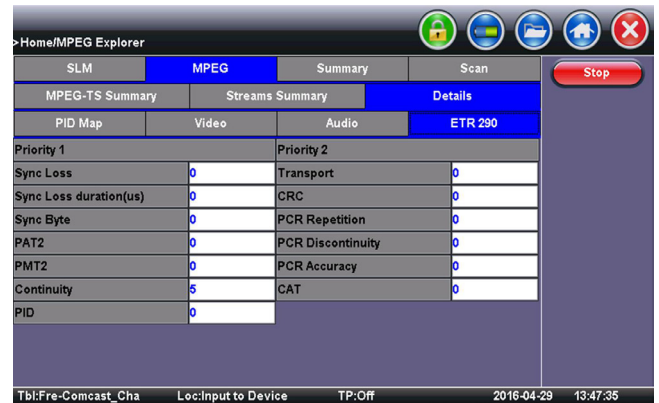 >Home/MPEG Explorer
SLM MPEG Summary Scan Stop
MPEG-TS Summary Streams Summary Details
PID Map Video Audio ETR 290
Priority 1 Priority 2
Sync Loss 0 Transport 0
Sync Loss duration(us) 0 CRC 0
Sync Byte 0 PCR Repetition 0
PAT2 0 PCR Discontinuity 0
PMT2 0 PCR Accuracy 0
Continuity 5 CAT 0
PID 0
Tbl:Fre-Comcast_Cha Loc:Input to Device TP:Off 2016-04-29 13:47:35